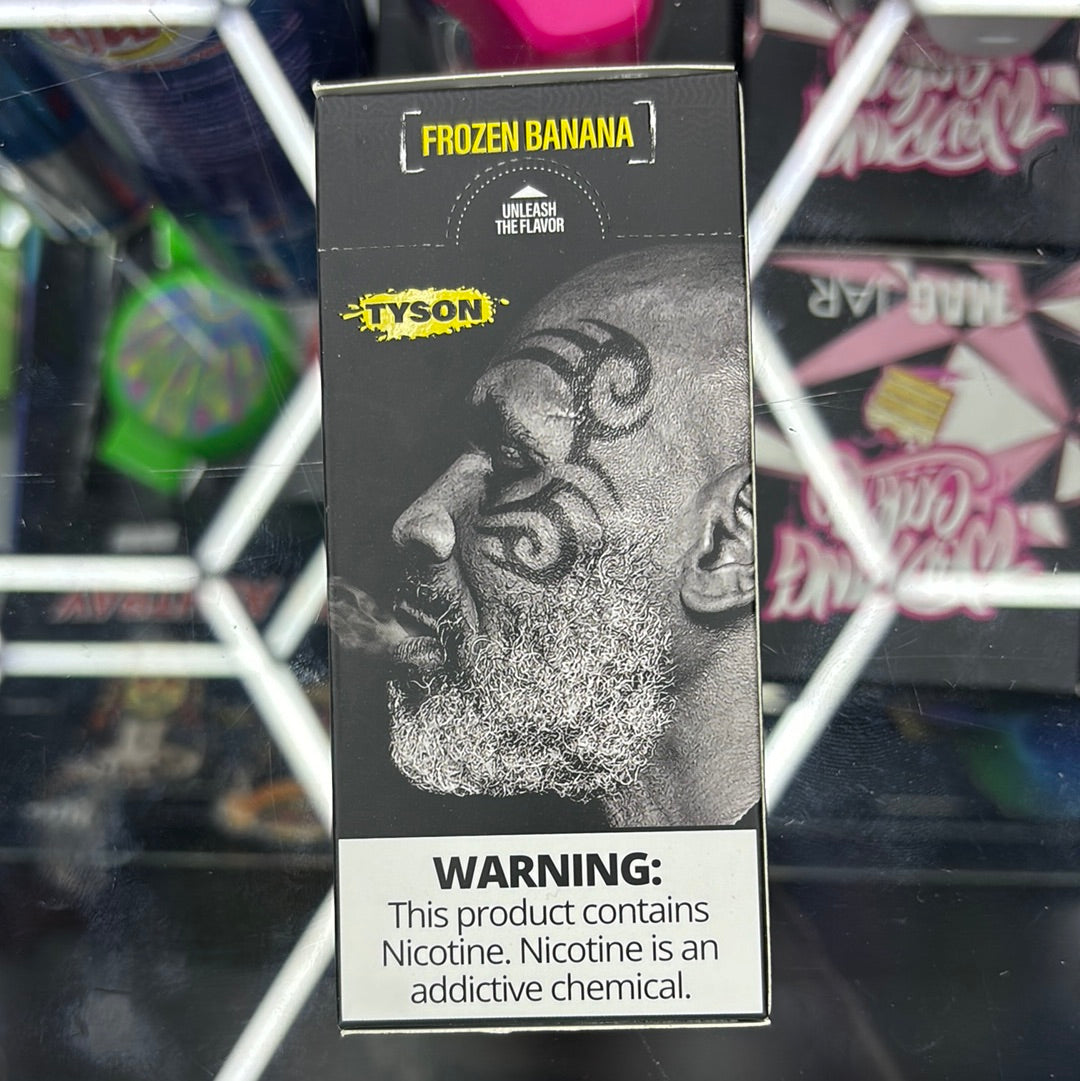 FROZEN BANANA
UNLEASH
THE FLAVOR
TYSON
MAG JAR
WARNING:
This product contains
Nicotine. Nicotine is an
addictive chemical.